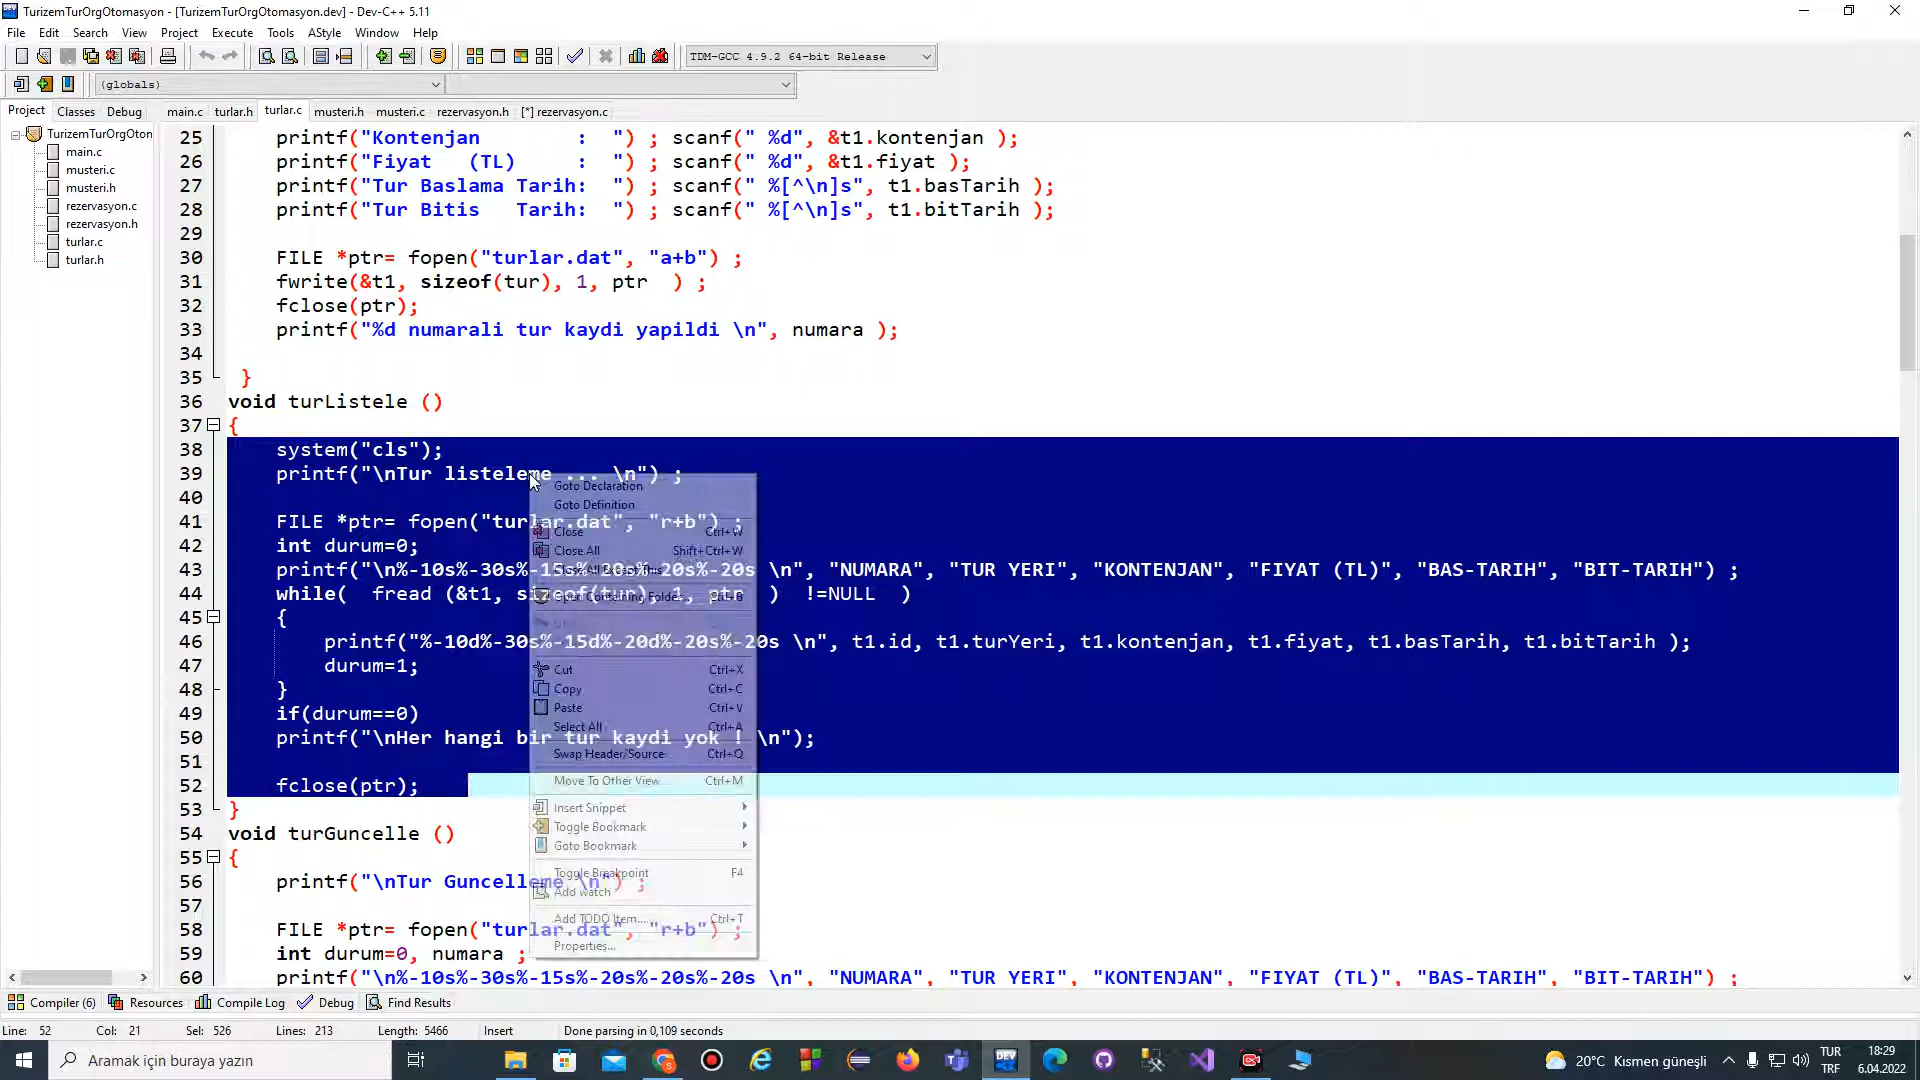 TurizemTurOrgOtomasyon - [TurizemTurOrgOtomasyon.dev] - Dev-C++ 5.11
File Edit Search View Project Execute Tools AStyle Window Help
TDM-GCC 4.9.2 64-bit Release
(globals)
Project Classes Debug
main.c turlar.h turlar.c musteri.h musteri.c rezervasyon.h [*] rezervasyon.c
TurizemTurOrgOtom
main.c
musteri.c
musteri.h
rezervasyon.c
rezervasyon.h
turlar.c
turlar.h
25 printf("Kontenjan : ") ; scanf(" %d", &t1.kontenjan );
26 printf("Fiyat (TL) : ") ; scanf(" %d", &t1.fiyat );
27 printf("Tur Baslama Tarih: ") ; scanf(" %[^\n]s", t1.basTarih );
28 printf("Tur Bitis Tarih: ") ; scanf(" %[^\n]s", t1.bitTarih );
29
30 FILE *ptr= fopen("turlar.dat", "a+b") ;
31 fwrite(&t1, sizeof(tur), 1, ptr ) ;
32 fclose(ptr);
33 printf("%d numarali tur kaydi yapildi \n", numara );
34
35 }
36 void turListele ()
37 {
38 system("cls");
39 printf("\nTur listeleme ... \n") ;
40
41 FILE *ptr= fopen("turlar.dat", "r+b") ;
42 int durum=0;
43 printf("\n%-10s%-30s%-15s%-20s%-20s%-20s \n", "NUMARA", "TUR YERI", "KONTENJAN", "FIYAT (TL)", "BAS-TARIH", "BIT-TARIH") ;
44 while( fread (&t1, sizeof(tur), 1, ptr ) !=NULL )
45 {
46 printf("%-10d%-30s%-15d%-20d%-20s%-20s \n", t1.id, t1.turYeri, t1.kontenjan, t1.fiyat, t1.basTarih, t1.bitTarih );
47 durum=1;
48 }
49 if(durum==0)
50 printf("\nHer hangi bir tur kaydi yok ! \n");
51
52 fclose(ptr);
53 }
54 void turGuncelle ()
55 {
56 printf("\nTur Guncelleme \n") ;
57
58 FILE *ptr= fopen("turlar.dat", "r+b") ;
59 int durum=0, numara ;
60 printf("\n%-10s%-30s%-15s%-20s%-20s%-20s \n", "NUMARA", "TUR YERI", "KONTENJAN", "FIYAT (TL)", "BAS-TARIH", "BIT-TARIH") ;
Goto Declaration
Goto Definition
Close Ctrl+W
Close All Shift+Ctrl+W
Close All Except This
Open Containing Folder Ctrl+B
Cut Ctrl+X
Copy Ctrl+C
Paste Ctrl+V
Select All Ctrl+A
Swap Header/Source Ctrl+Q
Move To Other View Ctrl+M
Insert Snippet
Toggle Bookmark
Goto Bookmark
Toggle Breakpoint F4
Add watch
Add TODO Item... Ctrl+T
Properties...
Compiler (6) Resources Compile Log Debug Find Results
Line: 52 Col: 21 Sel: 526 Lines: 213 Length: 5466 Insert Done parsing in 0,109 seconds
Aramak için buraya yazın
DEV
20°C Kısmen güneşli
TUR
TRF
18:29
6.04.2022